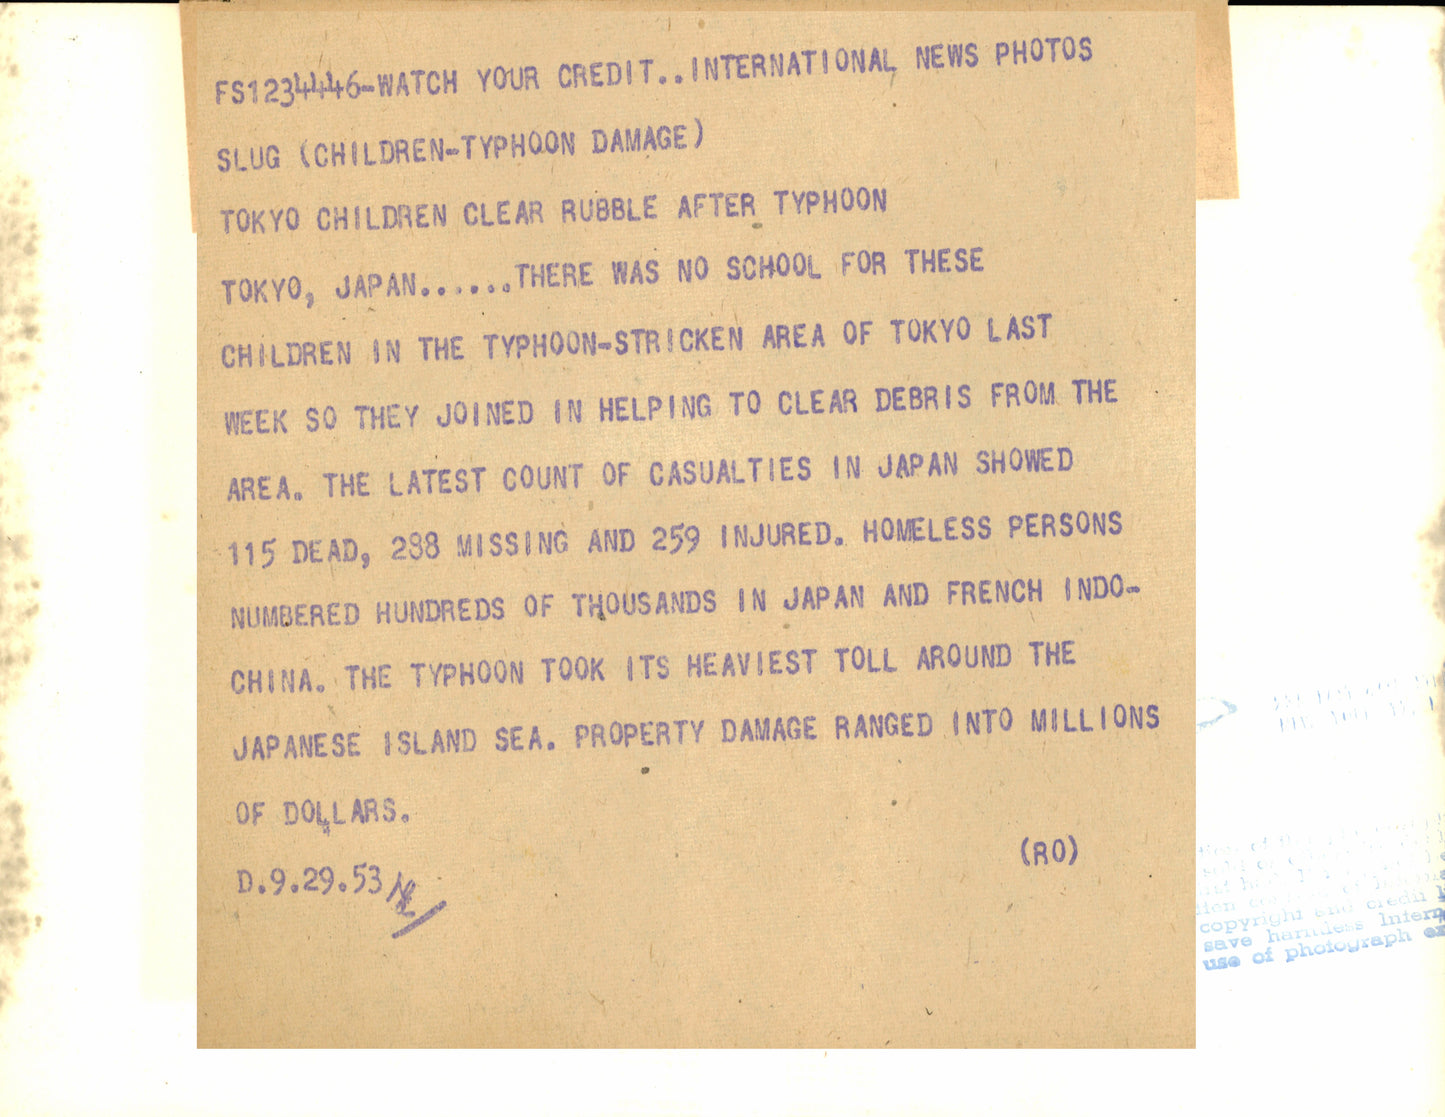 FS1234446-WATCH YOUR CREDIT..INTERNATIONAL NEWS PHOTOS
SLUG (CHILDREN-TYPHOON DAMAGE)
TOKYO CHILDREN CLEAR RUBBLE AFTER TYPHOON
TOKYO, JAPAN......THERE WAS NO SCHOOL FOR THESE
CHILDREN IN THE TYPHOON-STRICKEN AREA OF TOKYO LAST
WEEK SO THEY JOINED IN HELPING TO CLEAR DEBRIS FROM THE
AREA. THE LATEST COUNT OF CASUALTIES IN JAPAN SHOWED
115 DEAD, 288 MISSING AND 259 INJURED. HOMELESS PERSONS
NUMBERED HUNDREDS OF THOUSANDS IN JAPAN AND FRENCH INDO-
CHINA. THE TYPHOON TOOK ITS HEAVIEST TOLL AROUND THE
JAPANESE ISLAND SEA. PROPERTY DAMAGE RANGED INTO MILLIONS
OF DOLLARS.
(RO)
D.9.29.53
of
copyright and credit
save harmless
use of photograph